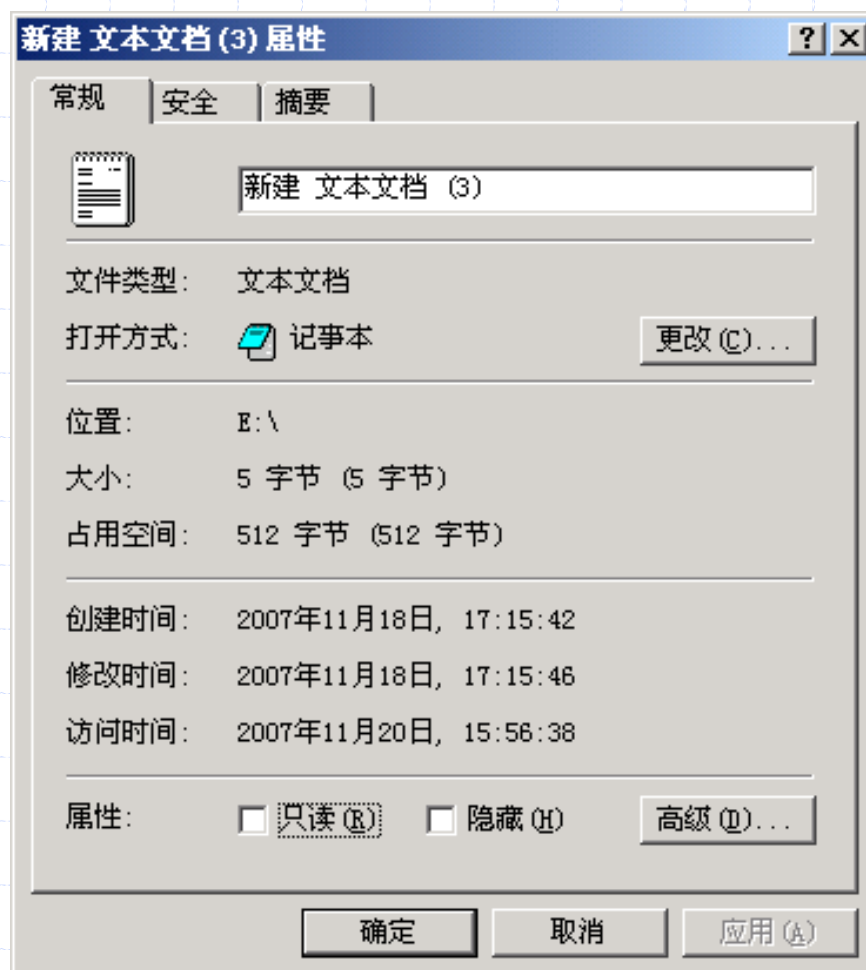 新建 文本文档 (3) 属性
常规 安全 摘要
新建 文本文档 (3)
文件类型: 文本文档
打开方式: 记事本 更改(C)...
位置: E:\
大小: 5 字节 (5 字节)
占用空间: 512 字节 (512 字节)
创建时间: 2007年11月18日, 17:15:42
修改时间: 2007年11月18日, 17:15:46
访问时间: 2007年11月20日, 15:56:38
属性: 只读(R) 隐藏(H) 高级(D)...
确定 取消 应用(A)